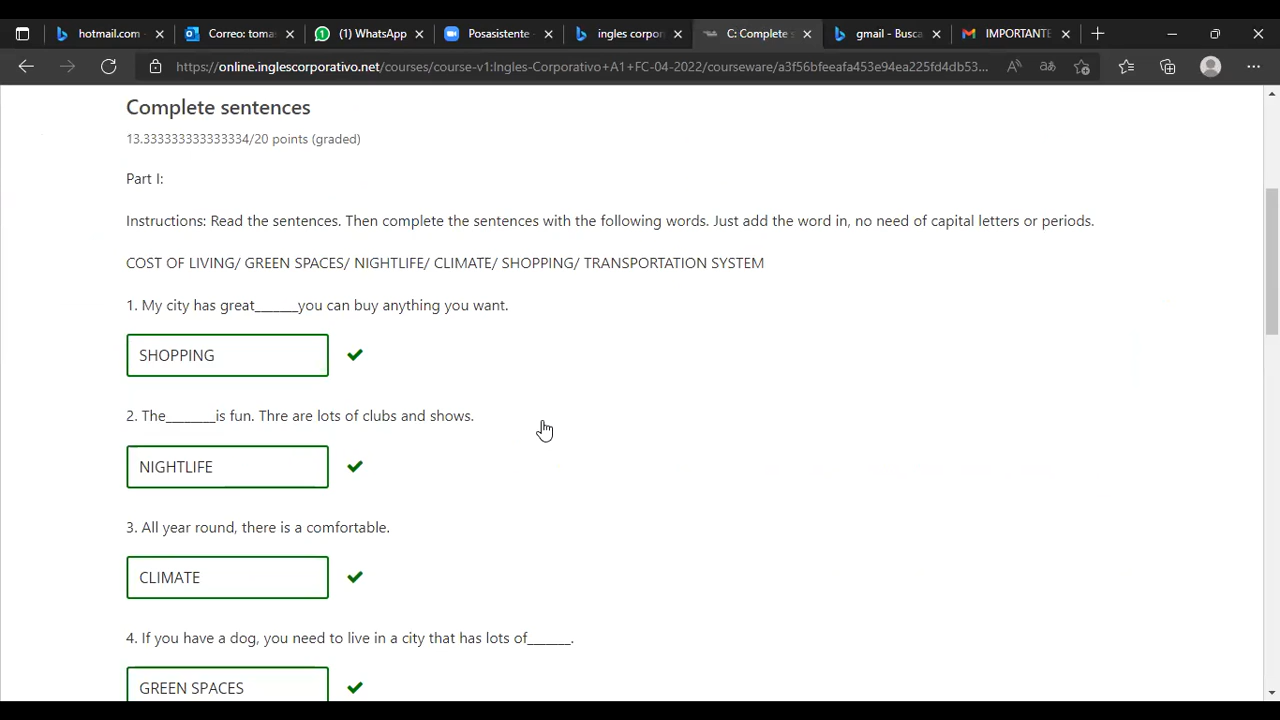 hotmail.com
Correo: toma
(1) WhatsApp
Posasistente
ingles corpor
C: Complete s
gmail - Busca
IMPORTANTE
https://online.inglescorporativo.net/courses/course-v1:Ingles-Corporativo+A1+FC-04-2022/courseware/a3f56bfeeafa453e94ea225fd4db53...
Complete sentences
13.333333333333334/20 points (graded)
Part I:
Instructions: Read the sentences. Then complete the sentences with the following words. Just add the word in, no need of capital letters or periods.
COST OF LIVING/ GREEN SPACES/ NIGHTLIFE/ CLIMATE/ SHOPPING/ TRANSPORTATION SYSTEM
1. My city has great_______you can buy anything you want.
SHOPPING
2. The________is fun. Thre are lots of clubs and shows.
NIGHTLIFE
3. All year round, there is a comfortable.
CLIMATE
4. If you have a dog, you need to live in a city that has lots of_______.
GREEN SPACES